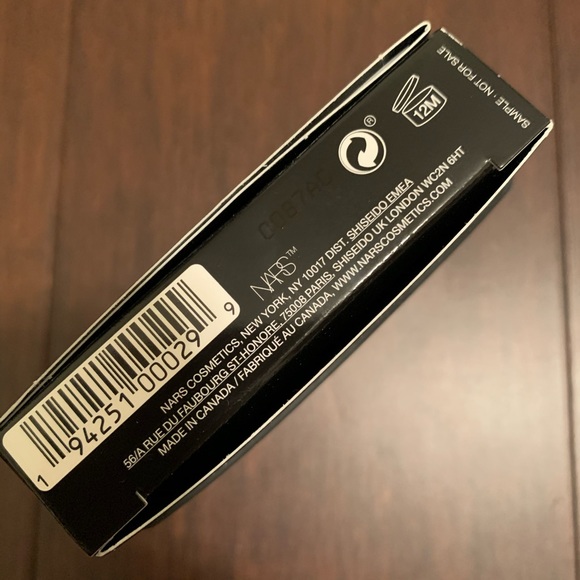 SAMPLE - NOT FOR SALE
12M
®
NARS™
NARS COSMETICS, NEW YORK, NY 10017 DIST. SHISEIDO EMEA
56/A RUE DU FAUBOURG ST-HONORE, 75008 PARIS. SHISEIDO UK LONDON WC2N 6HT
MADE IN CANADA / FABRIQUÉ AU CANADA, WWW.NARSCOSMETICS.COM
1 94251 00029 9